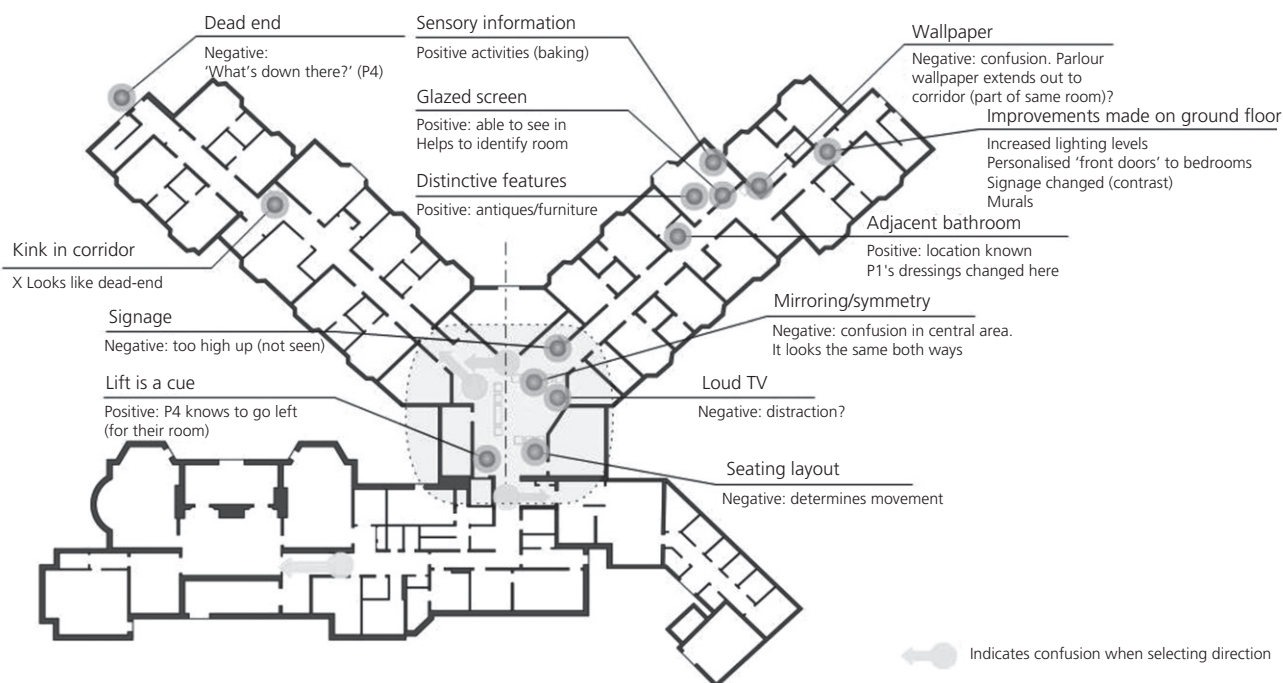 Dead end
Negative:
'What's down there?' (P4)
Sensory information
Positive activities (baking)
Wallpaper
Negative: confusion. Parlour
wallpaper extends out to
corridor (part of same room)?
Glazed screen
Positive: able to see in
Helps to identify room
Improvements made on ground floor
Increased lighting levels
Personalised 'front doors' to bedrooms
Signage changed (contrast)
Murals
Distinctive features
Positive: antiques/furniture
Adjacent bathroom
Positive: location known
P1's dressings changed here
Kink in corridor
X Looks like dead-end
Mirroring/symmetry
Negative: confusion in central area.
It looks the same both ways
Signage
Negative: too high up (not seen)
Lift is a cue
Positive: P4 knows to go left
(for their room)
Loud TV
Negative: distraction?
Seating layout
Negative: determines movement
Indicates confusion when selecting direction